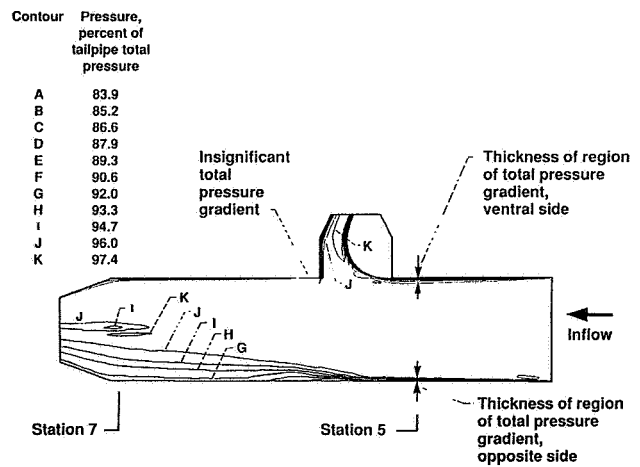 Contour Pressure,
percent of
tailpipe total
pressure
A 83.9
B 85.2
C 86.6
D 87.9
E 89.3
F 90.6
G 92.0
H 93.3
I 94.7
J 96.0
K 97.4
Insignificant
total
pressure
gradient
Thickness of region
of total pressure
gradient,
ventral side
K
J
J
I
K
J
I
H
G
Inflow
Station 7
Station 5
Thickness of region
of total pressure
gradient,
opposite side